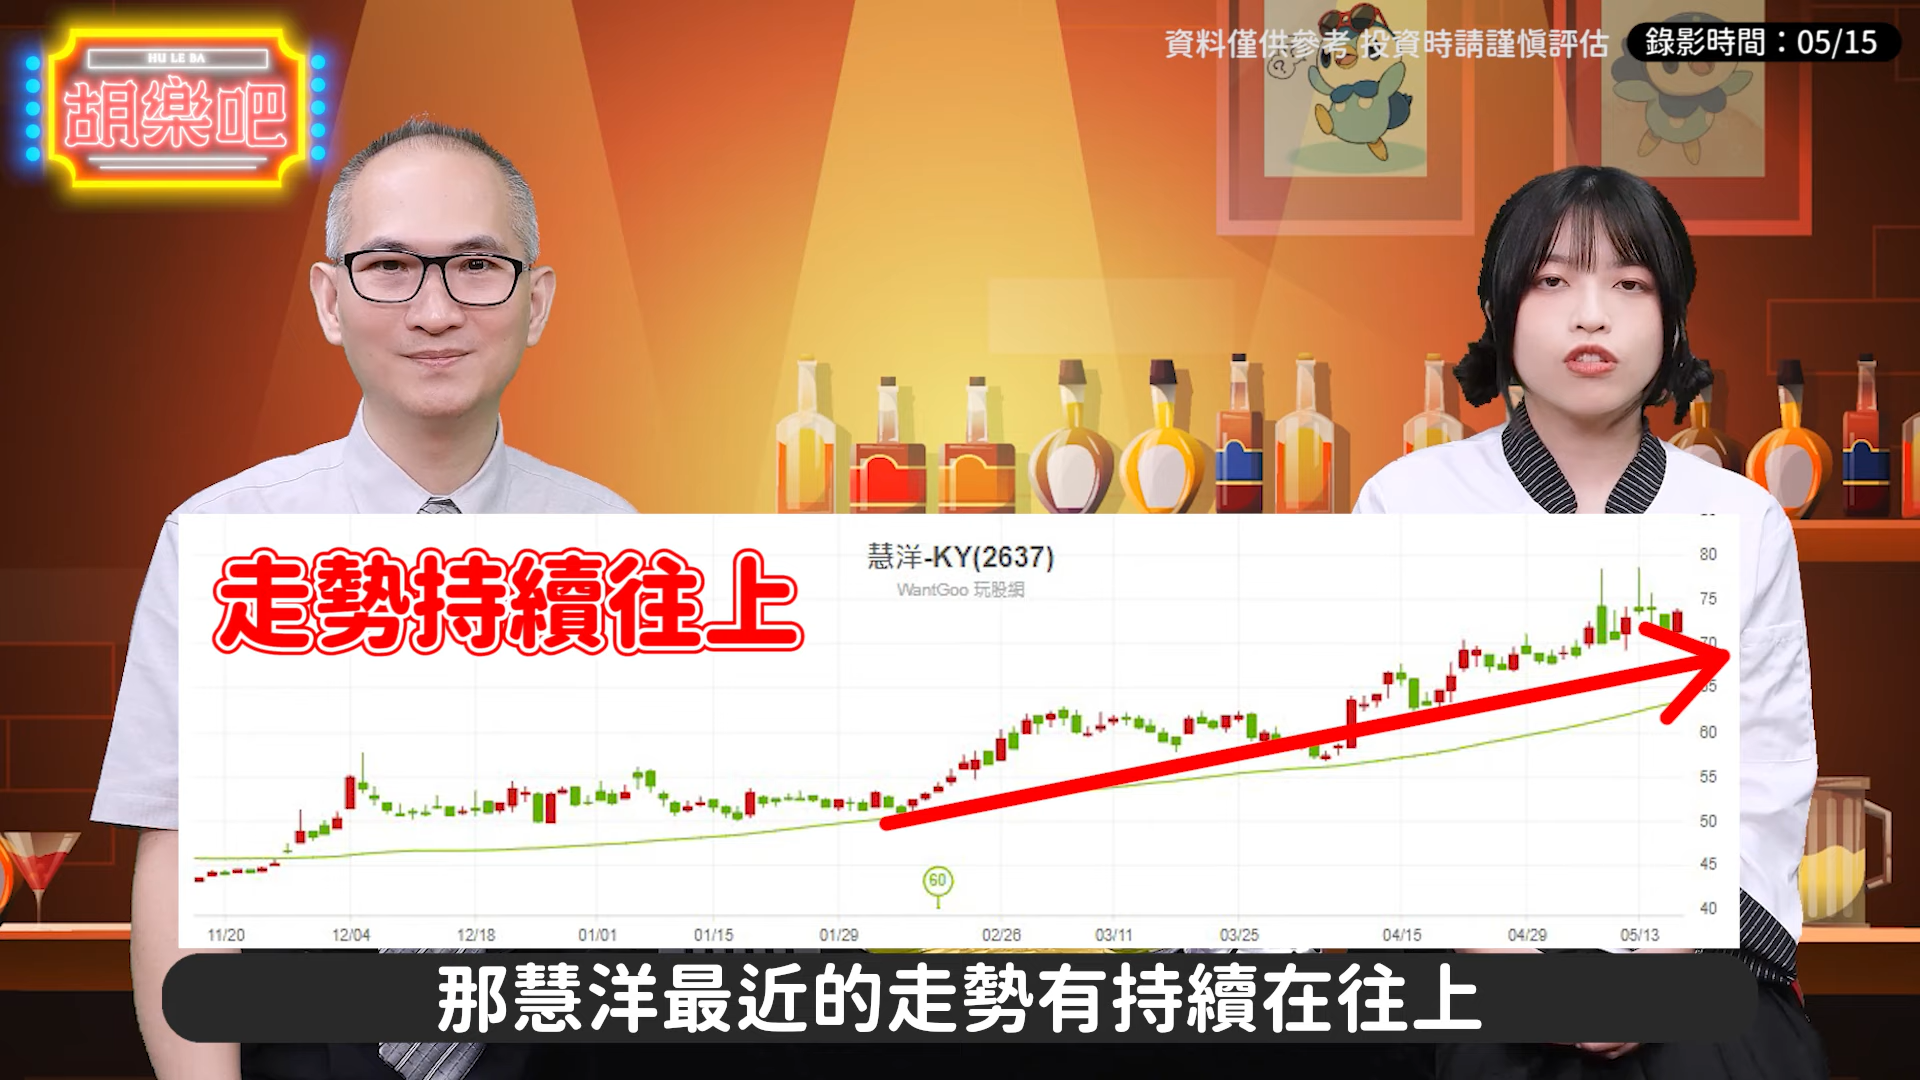 HU LE BA
胡樂吧
資料僅供參考 投資時請謹慎評估
錄影時間：05/15
?
走勢持續往上
慧洋-KY(2637)
WantGoo 玩股網
80
75
70
65
60
55
50
45
40
60
11/20 12/04 12/18 01/01 01/15 01/29 02/26 03/11 03/25 04/15 04/29 05/13
那慧洋最近的走勢有持續在往上